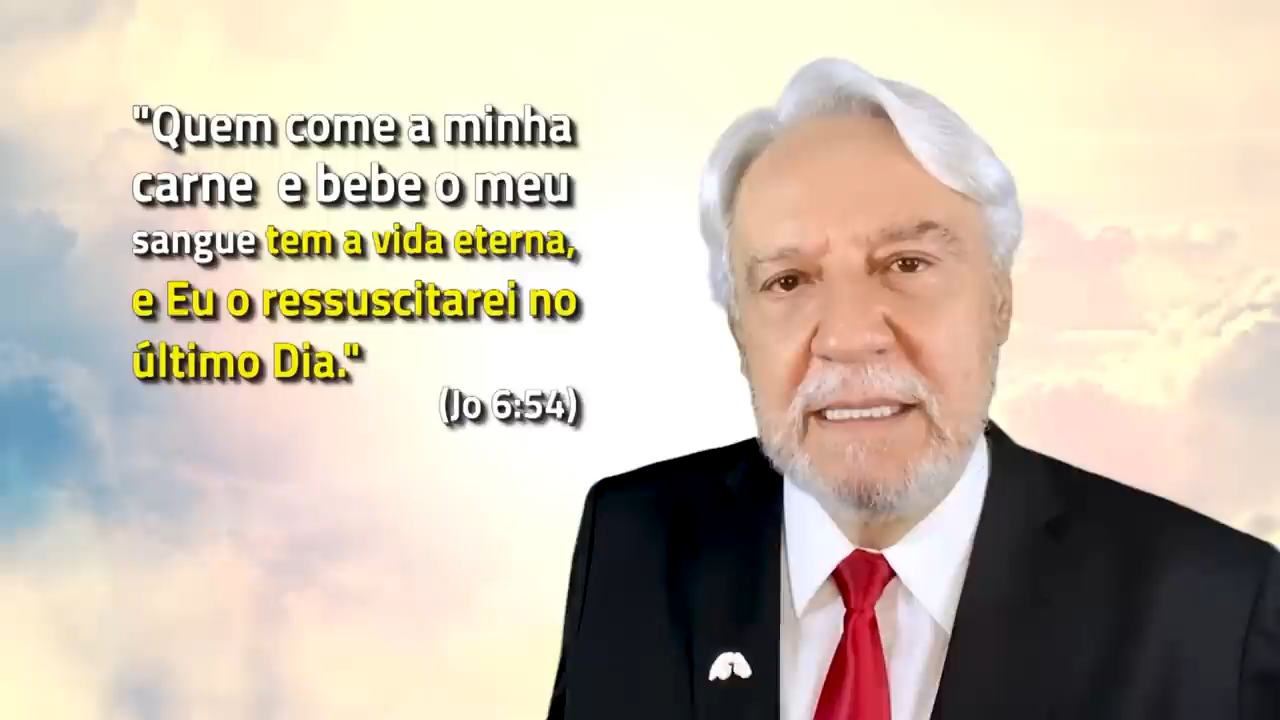 "Quem come a minha
carne e bebe o meu
sangue tem a vida eterna,
e Eu o ressuscitarei no
último Dia."
(Jo 6:54)